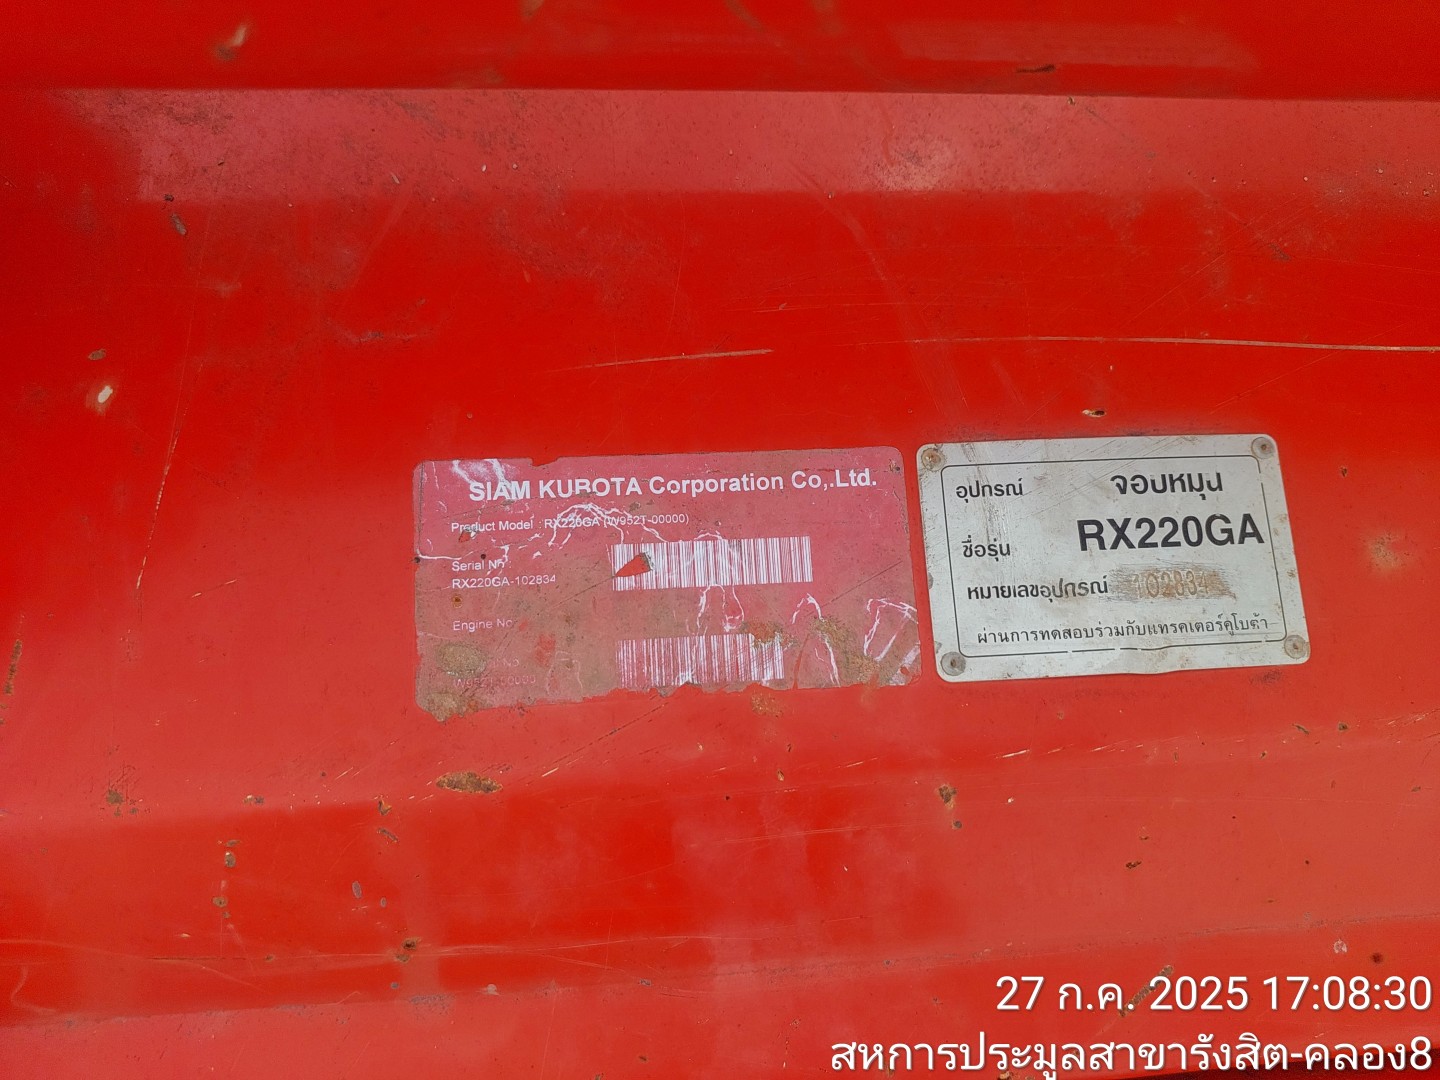 SIAM KUBOTA Corporation Co,.Ltd.
Product Model : RX220GA (W952T-00000)
Serial No
RX220GA-102834
Engine No
W952T-00000
อุปกรณ์ จอบหมุน
ชื่อรุ่น RX220GA
หมายเลขอุปกรณ์ 102834
ผ่านการทดสอบร่วมกับแทรคเตอร์คูโบต้า
27 ก.ค. 2025 17:08:30
สหการประมูลสาขารังสิต-คลอง8